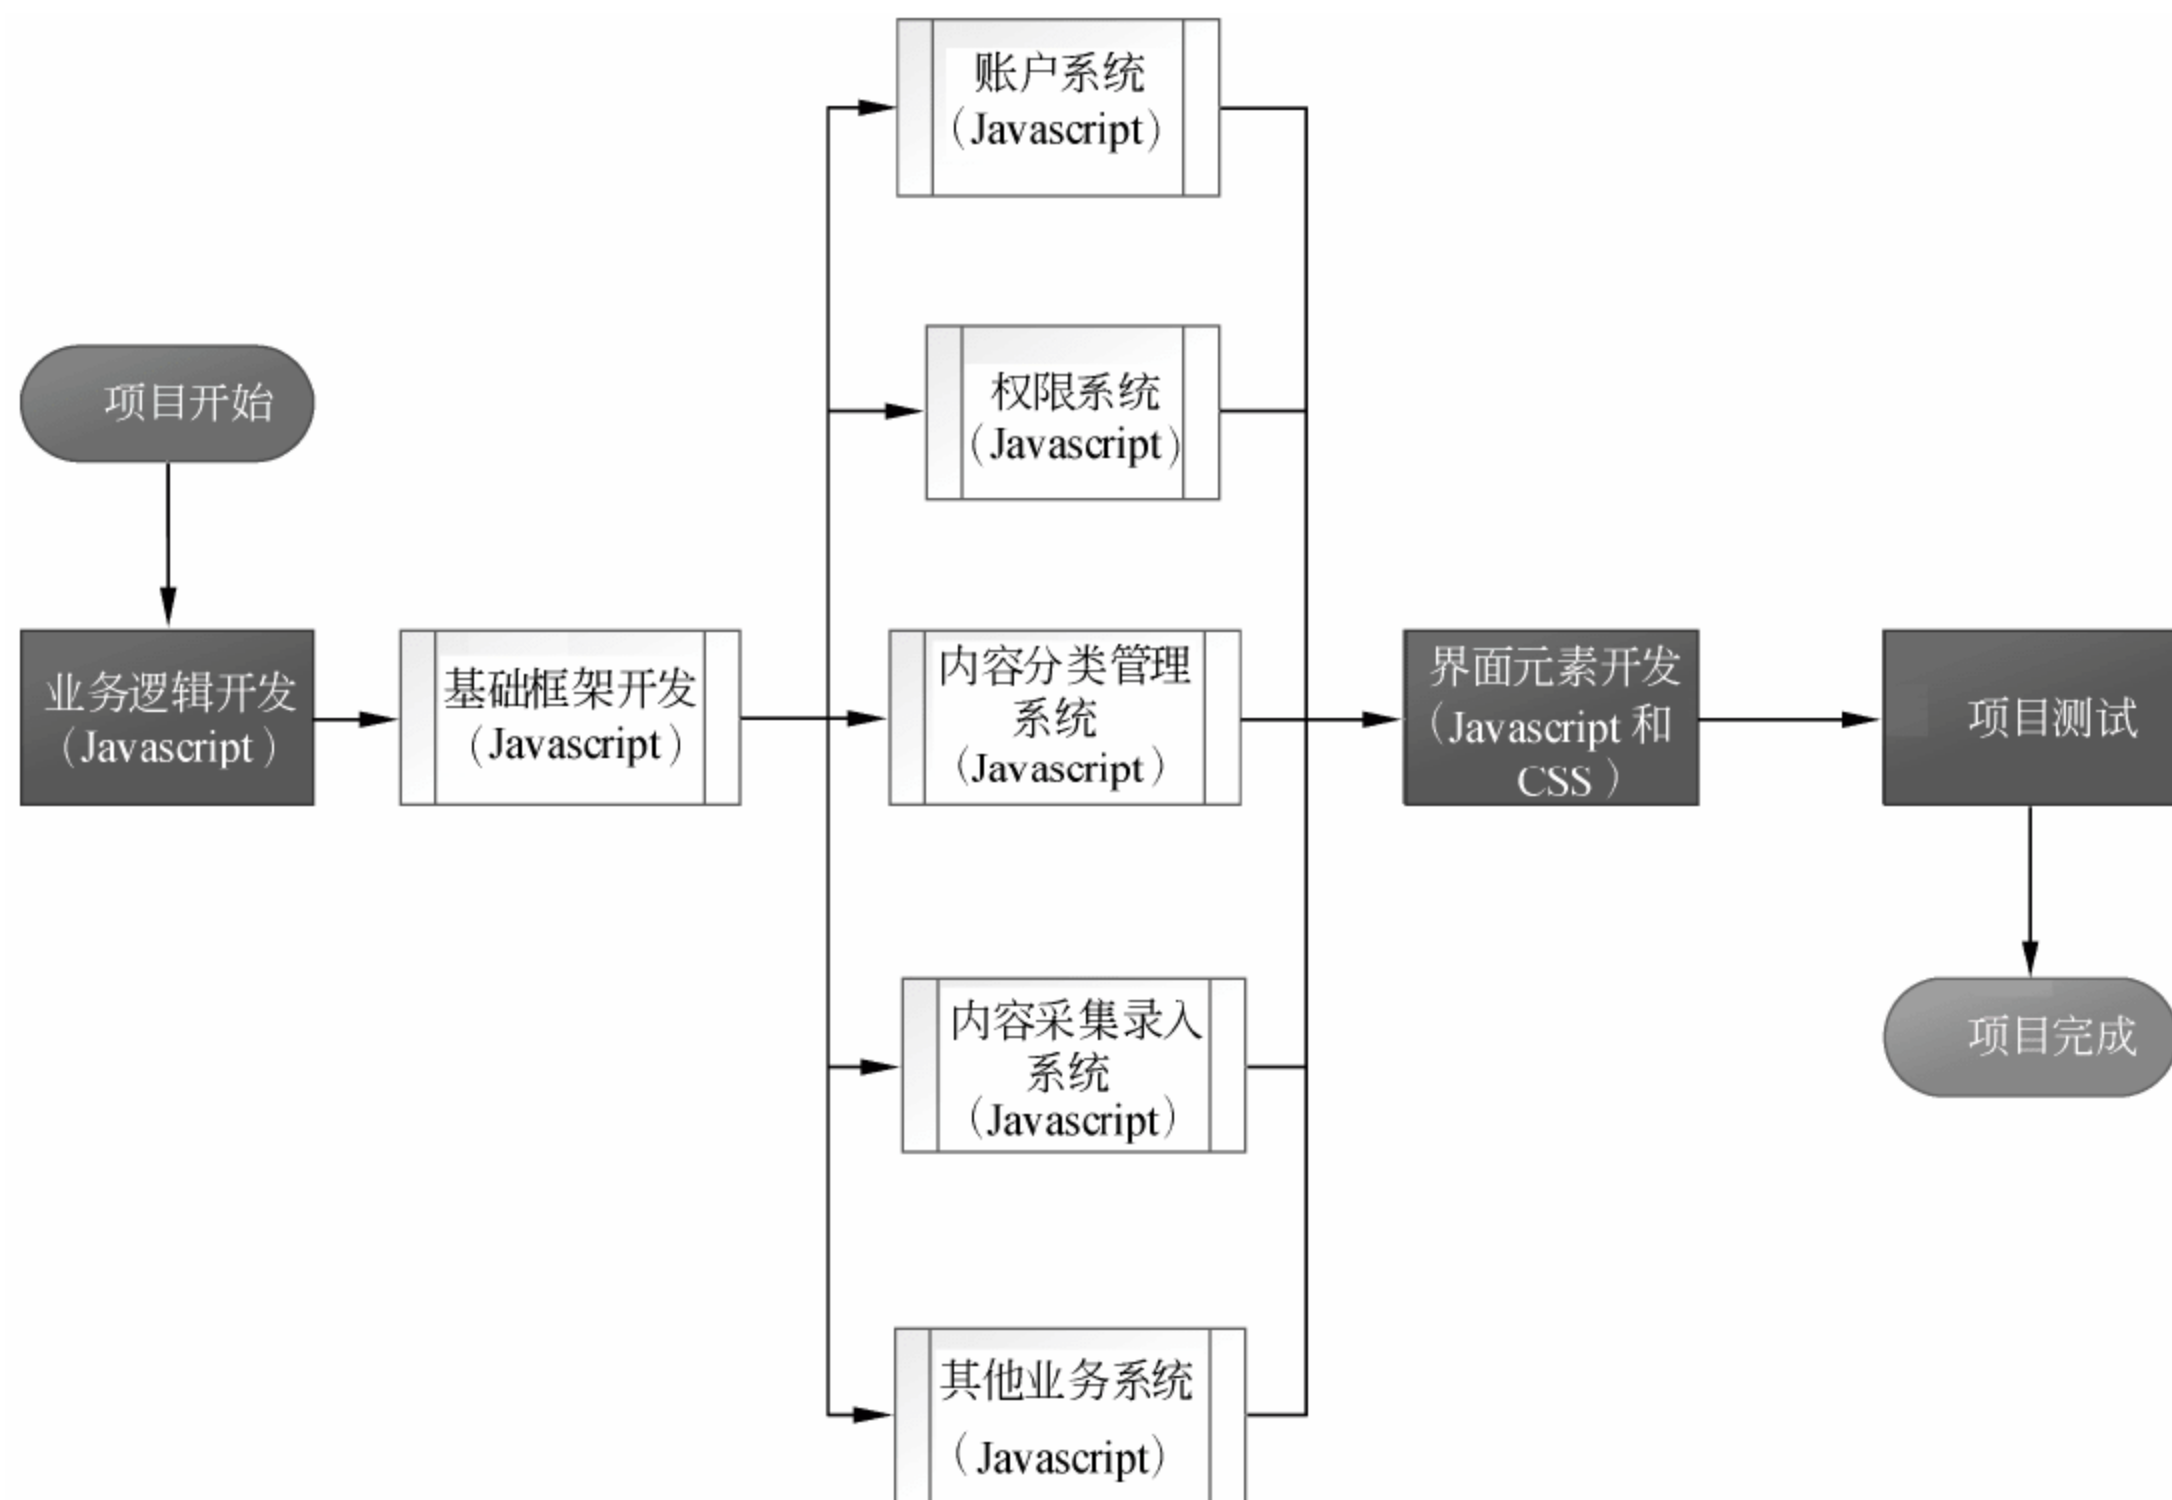 账户系统
（Javascript）
权限系统
（Javascript）
项目开始
业务逻辑开发
（Javascript）
基础框架开发
（Javascript）
内容分类管理
系统
（Javascript）
界面元素开发
（Javascript 和
CSS ）
项目测试
内容采集录入
系统
（Javascript）
项目完成
其他业务系统
（Javascript）